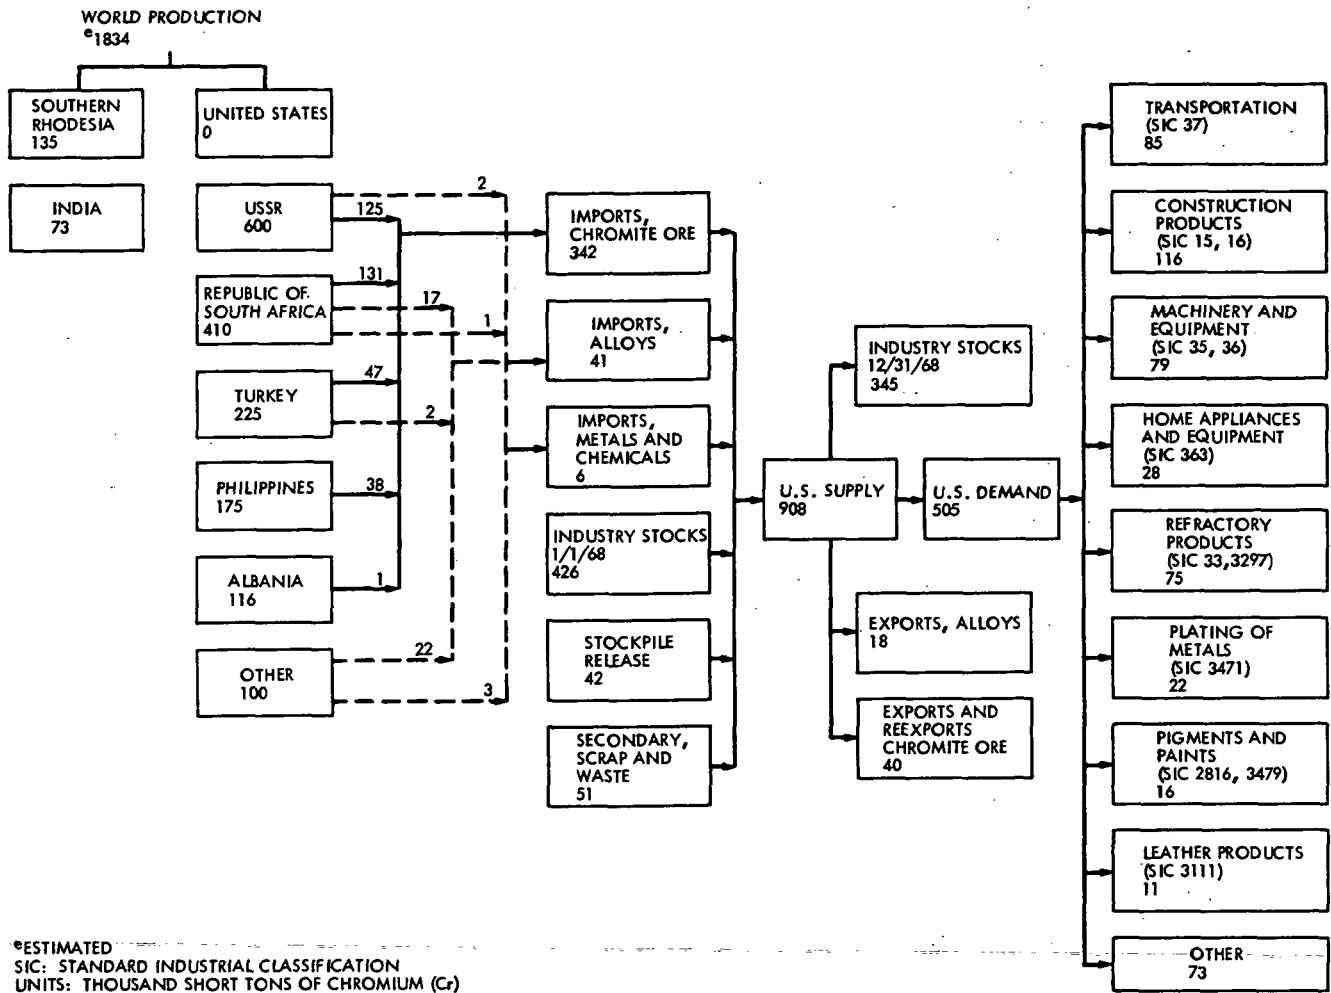 WORLD PRODUCTION
e1834
SOUTHERN
RHODESIA
135
UNITED STATES
0
INDIA
73
USSR
600
REPUBLIC OF
SOUTH AFRICA
410
TURKEY
225
PHILIPPINES
175
ALBANIA
116
OTHER
100
2
125
131
17
1
47
2
38
1
22
3
IMPORTS,
CHROMITE ORE
342
IMPORTS,
ALLOYS
41
IMPORTS,
METALS AND
CHEMICALS
6
INDUSTRY STOCKS
1/1/68
426
STOCKPILE
RELEASE
42
SECONDARY,
SCRAP AND
WASTE
51
U.S. SUPPLY
908
INDUSTRY STOCKS
12/31/68
345
U.S. DEMAND
505
EXPORTS, ALLOYS
18
EXPORTS AND
REEXPORTS
CHROMITE ORE
40
TRANSPORTATION
(SIC 37)
85
CONSTRUCTION
PRODUCTS
(SIC 15, 16)
116
MACHINERY AND
EQUIPMENT
(SIC 35, 36)
79
HOME APPLIANCES
AND EQUIPMENT
(SIC 363)
28
REFRACTORY
PRODUCTS
(SIC 33,3297)
75
PLATING OF
METALS
(SIC 3471)
22
PIGMENTS AND
PAINTS
(SIC 2816, 3479)
16
LEATHER PRODUCTS
(SIC 3111)
11
OTHER
73
eESTIMATED
SIC: STANDARD INDUSTRIAL CLASSIFICATION
UNITS: THOUSAND SHORT TONS OF CHROMIUM (Cr)